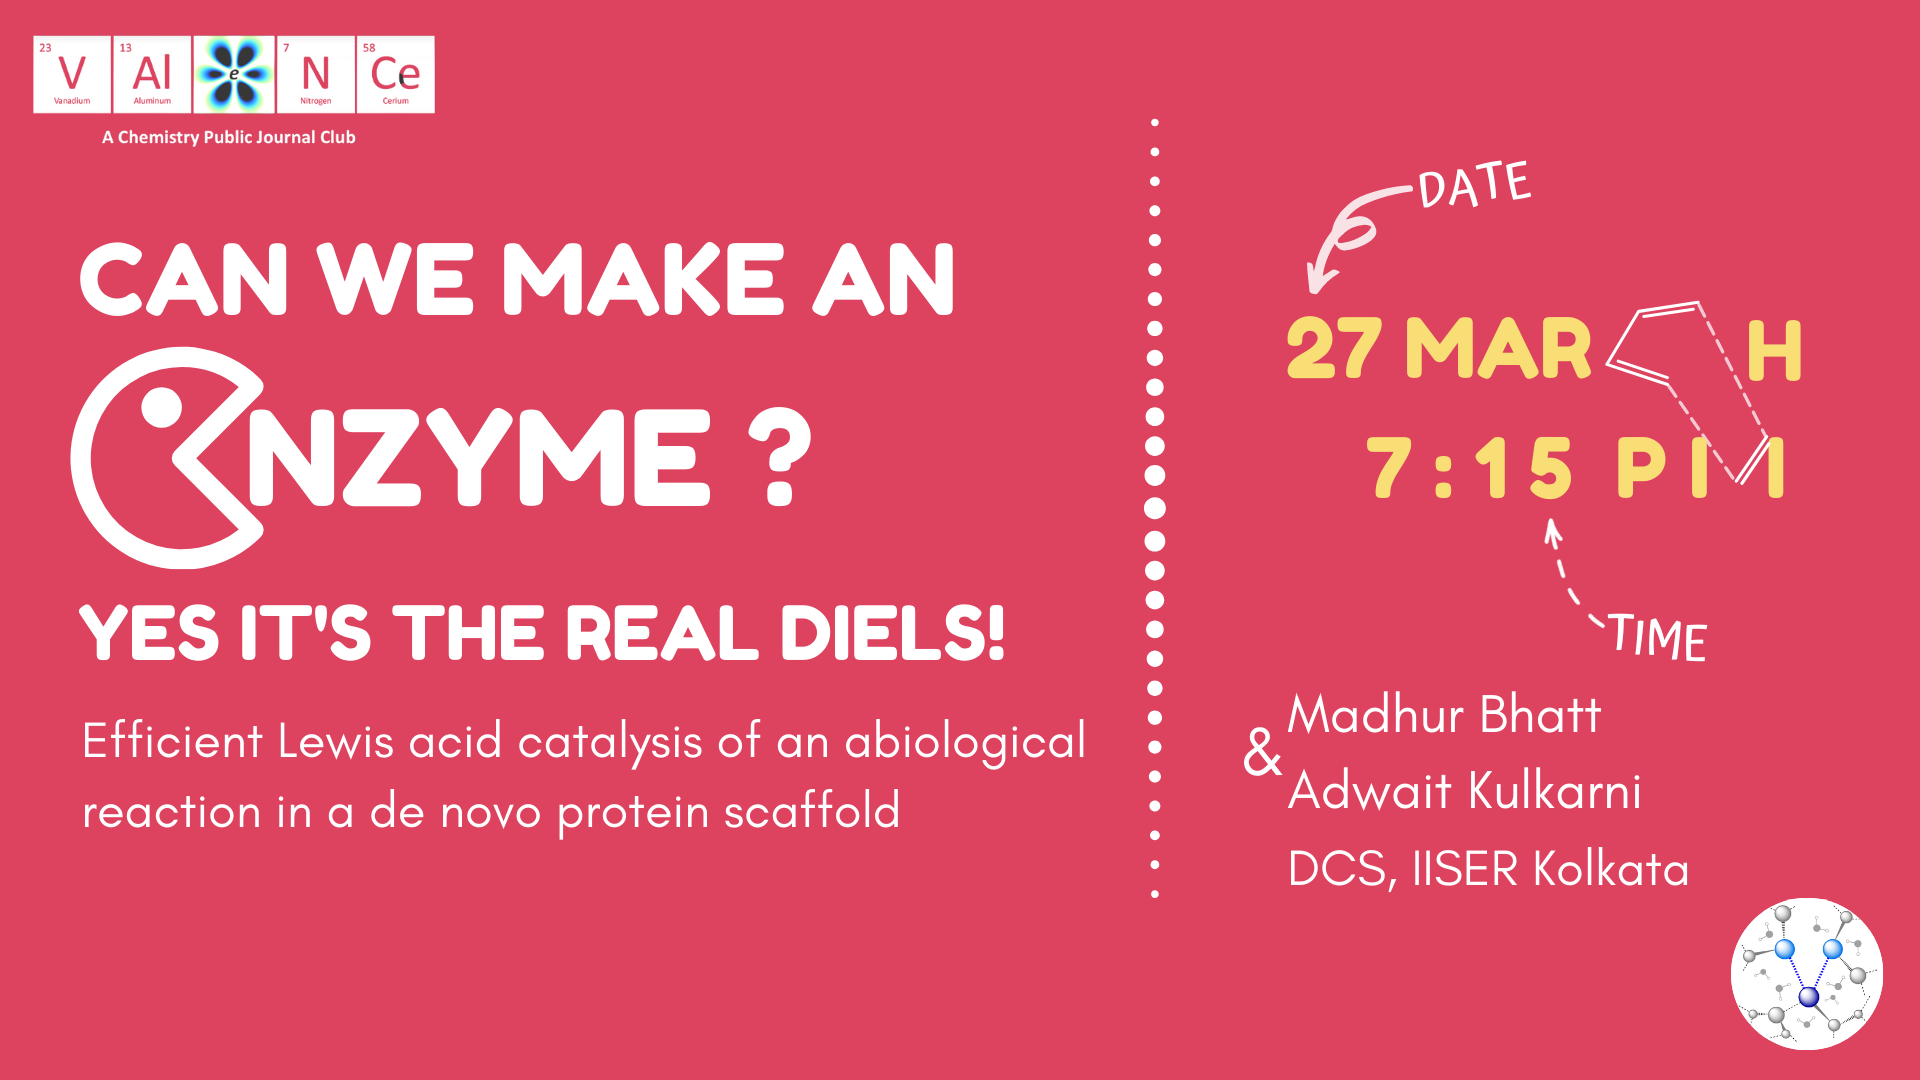 23 13 7 58
V Al e N Ce
Vanadium Aluminum Nitrogen Cerium
A Chemistry Public Journal Club
CAN WE MAKE AN
ENZYME ?
YES IT'S THE REAL DIELS!
Efficient Lewis acid catalysis of an abiological
reaction in a de novo protein scaffold
DATE
27 MARCH
7:15 PM
TIME
Madhur Bhatt
&
Adwait Kulkarni
DCS, IISER Kolkata